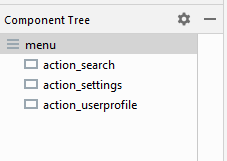 Component Tree
menu
action_search
action_settings
action_userprofile